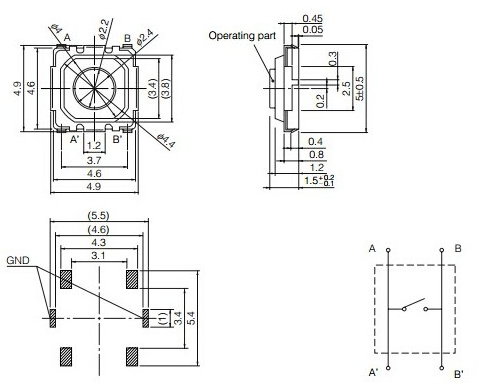 φ4
A
φ2.2
B
φ2.4
4.9
4.6
(3.4)
(3.8)
A'
1.2
B'
φ4.4
3.7
4.6
4.9
0.45
0.05
Operating part
0.3
0.2
2.5
5±0.5
0.4
0.8
1.2
1.5+0.2
-0.1
(5.5)
(4.6)
4.3
3.1
GND
(1)
3.4
5.4
A
B
A'
B'